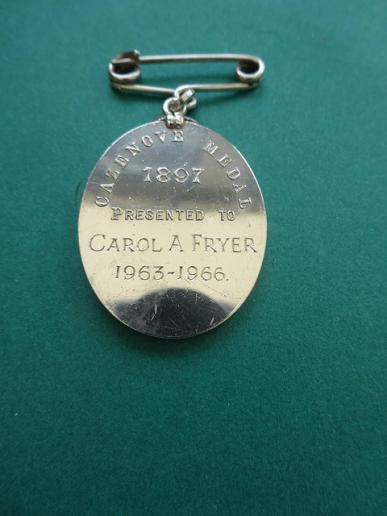 CAZENOVE MEDAL
1897
PRESENTED TO
CAROL A FRYER
1963-1966.